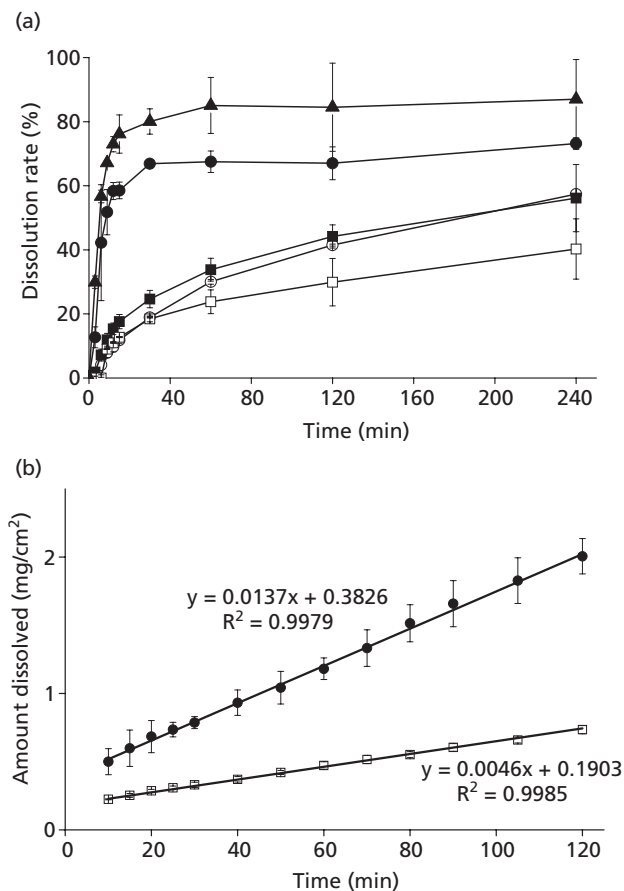 (a)
100
80
60
40
20
0
Dissolution rate (%)
0 40 80 120 160 200 240
Time (min)
(b)
2
1
0
Amount dissolved (mg/cm²)
y = 0.0137x + 0.3826
R² = 0.9979
y = 0.0046x + 0.1903
R² = 0.9985
0 20 40 60 80 100 120
Time (min)